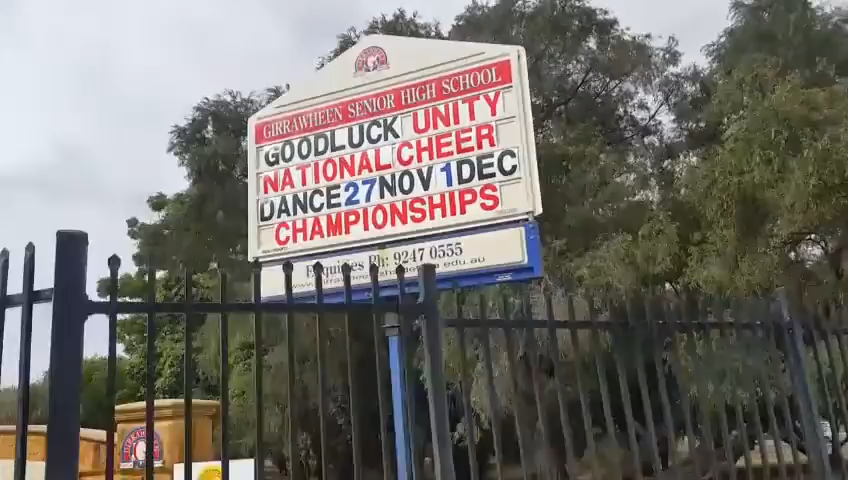 GIRRAWHEEN SENIOR HIGH SCHOOL
GOODLUCK UNITY
NATIONAL CHEER
DANCE 27 NOV 1 DEC
CHAMPIONSHIPS
Enquiries Ph: 9247 0555